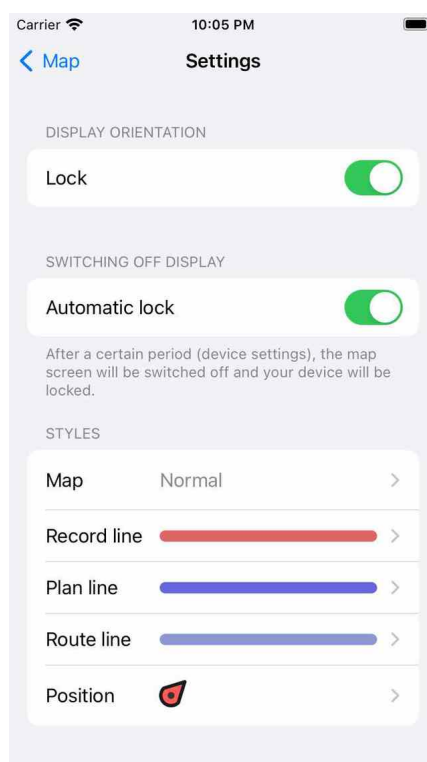 Carrier 10:05 PM
Map Settings
DISPLAY ORIENTATION
Lock
SWITCHING OFF DISPLAY
Automatic lock
After a certain period (device settings), the map
screen will be switched off and your device will be
locked.
STYLES
Map Normal
Record line
Plan line
Route line
Position